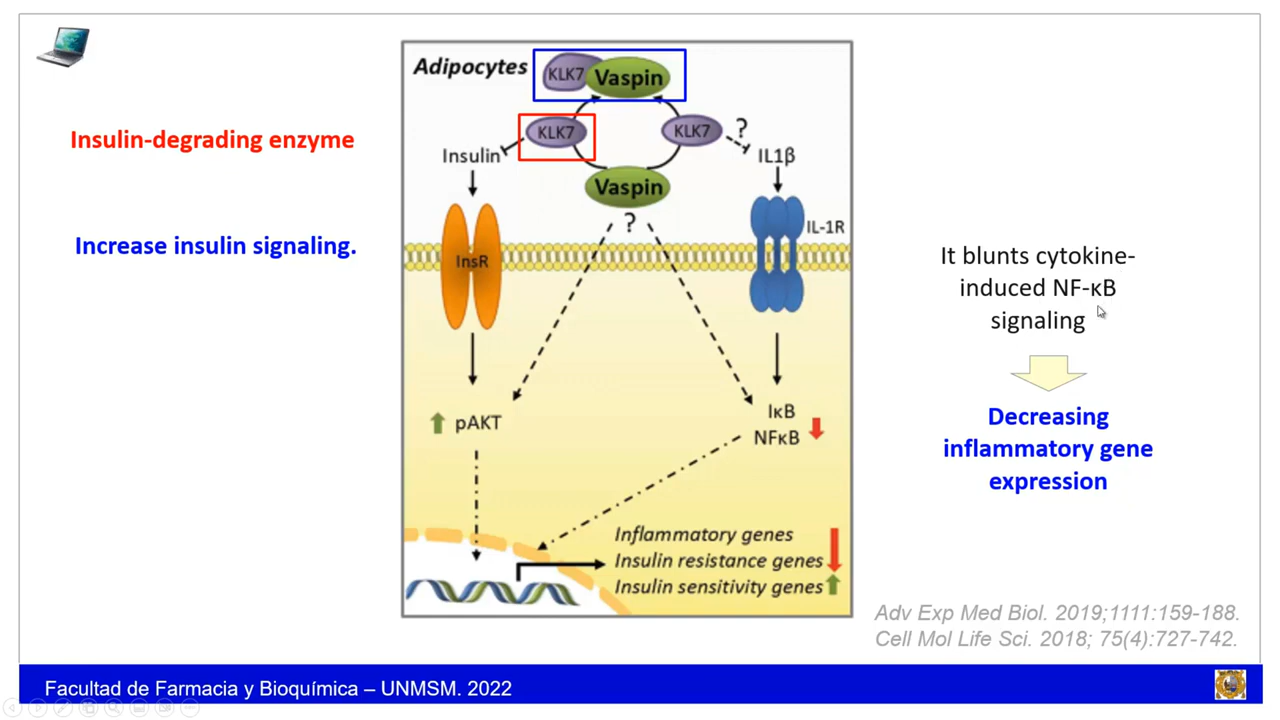 Adipocytes
KLK7
Vaspin
Insulin-degrading enzyme
KLK7
KLK7
?
Insulin
IL1β
Vaspin
?
IL-1R
Increase insulin signaling.
InsR
It blunts cytokine-
induced NF-κB
signaling
pAKT
IκB
NFκB
Decreasing
inflammatory gene
expression
Inflammatory genes
Insulin resistance genes
Insulin sensitivity genes
Adv Exp Med Biol. 2019;1111:159-188.
Cell Mol Life Sci. 2018; 75(4):727-742.
Facultad de Farmacia y Bioquímica – UNMSM. 2022